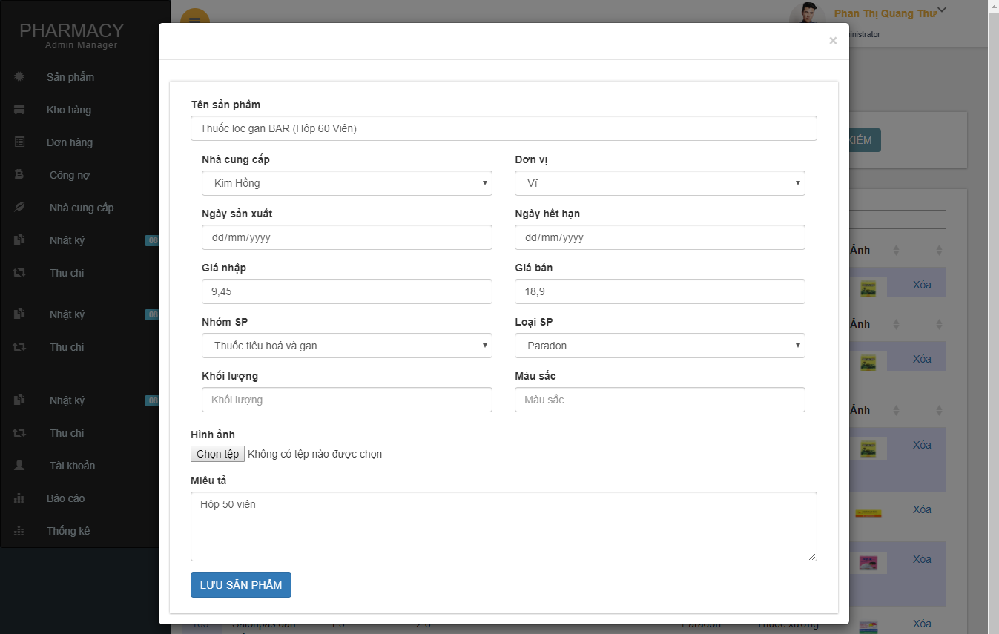 PHARMACY
Admin Manager
Sản phẩm
Kho hàng
Đơn hàng
Công nợ
Nhà cung cấp
Nhật ký 08
Thu chi
Nhật ký 08
Thu chi
Nhật ký 08
Thu chi
Tài khoản
Báo cáo
Thống kê
Phan Thị Quang Thư
×
Tên sản phẩm
Thuốc lọc gan BAR (Hộp 60 Viên)
Nhà cung cấp Đơn vị
Kim Hồng Vĩ
Ngày sản xuất Ngày hết hạn
dd/mm/yyyy dd/mm/yyyy
Giá nhập Giá bán
9,45 18,9
Nhóm SP Loại SP
Thuốc tiêu hoá và gan Paradon
Khối lượng Màu sắc
Khối lượng Màu sắc
Hình ảnh
Chọn tệp Không có tệp nào được chọn
Miêu tả
Hộp 50 viên
LƯU SẢN PHẨM
Ảnh
Xóa
Ảnh
Xóa
Ảnh
Xóa
Xóa
Xóa
Xóa